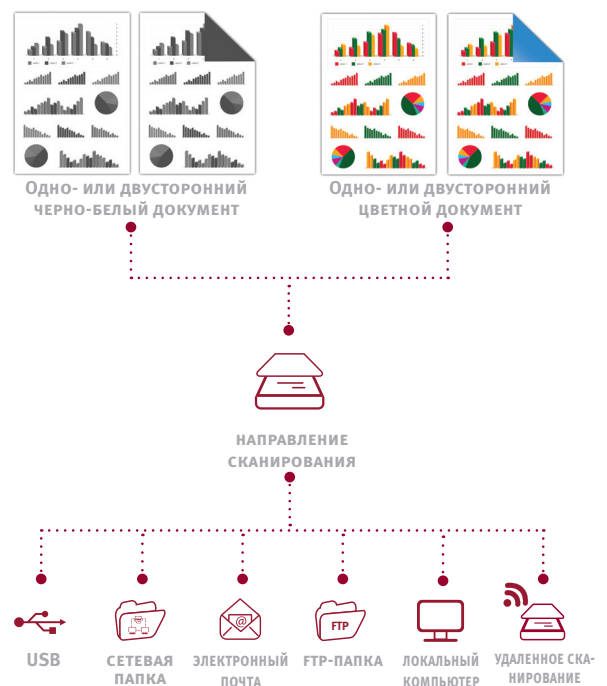 Одно- или двусторонний
черно-белый документ
Одно- или двусторонний
цветной документ
направление
сканирования
USB
сетевая
папка
электронный
почта
FTP
FTP-папка
локальный
компьютер
удаленное ска-
нирование